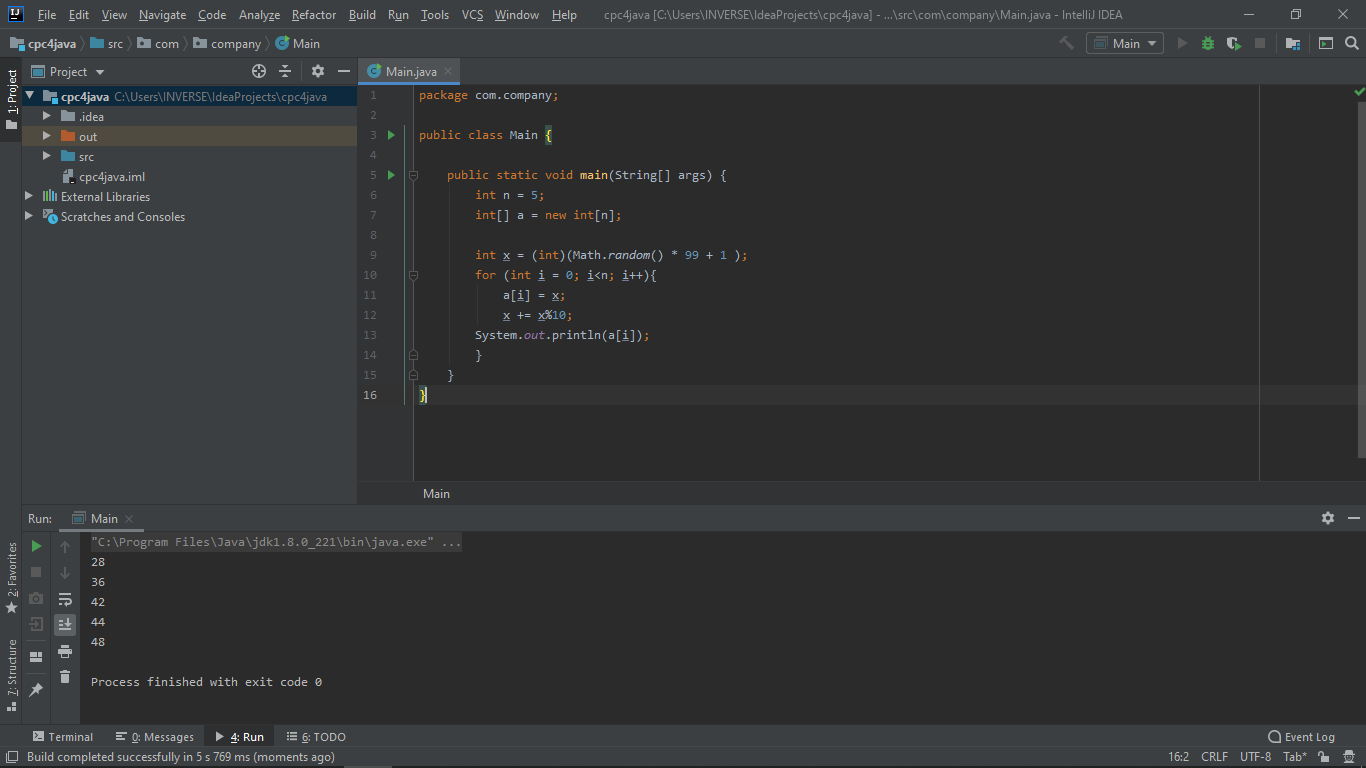 File Edit View Navigate Code Analyze Refactor Build Run Tools VCS Window Help cpc4java [C:\Users\INVERSE\IdeaProjects\cpc4java] - ...\src\com\company\Main.java - IntelliJ IDEA
cpc4java src com company Main Main
1: Project
Project
Main.java
cpc4java C:\Users\INVERSE\IdeaProjects\cpc4java
.idea
out
src
cpc4java.iml
External Libraries
Scratches and Consoles
1 package com.company;
2
3 public class Main {
4
5 public static void main(String[] args) {
6 int n = 5;
7 int[] a = new int[n];
8
9 int x = (int)(Math.random() * 99 + 1 );
10 for (int i = 0; i<n; i++){
11 a[i] = x;
12 x += x%10;
13 System.out.println(a[i]);
14 }
15 }
16 }
Main
Run: Main
"C:\Program Files\Java\jdk1.8.0_221\bin\java.exe" ...
28
36
42
44
48
Process finished with exit code 0
2: Favorites
7: Structure
Terminal 0: Messages 4: Run 6: TODO Event Log
Build completed successfully in 5 s 769 ms (moments ago) 16:2 CRLF UTF-8 Tab*